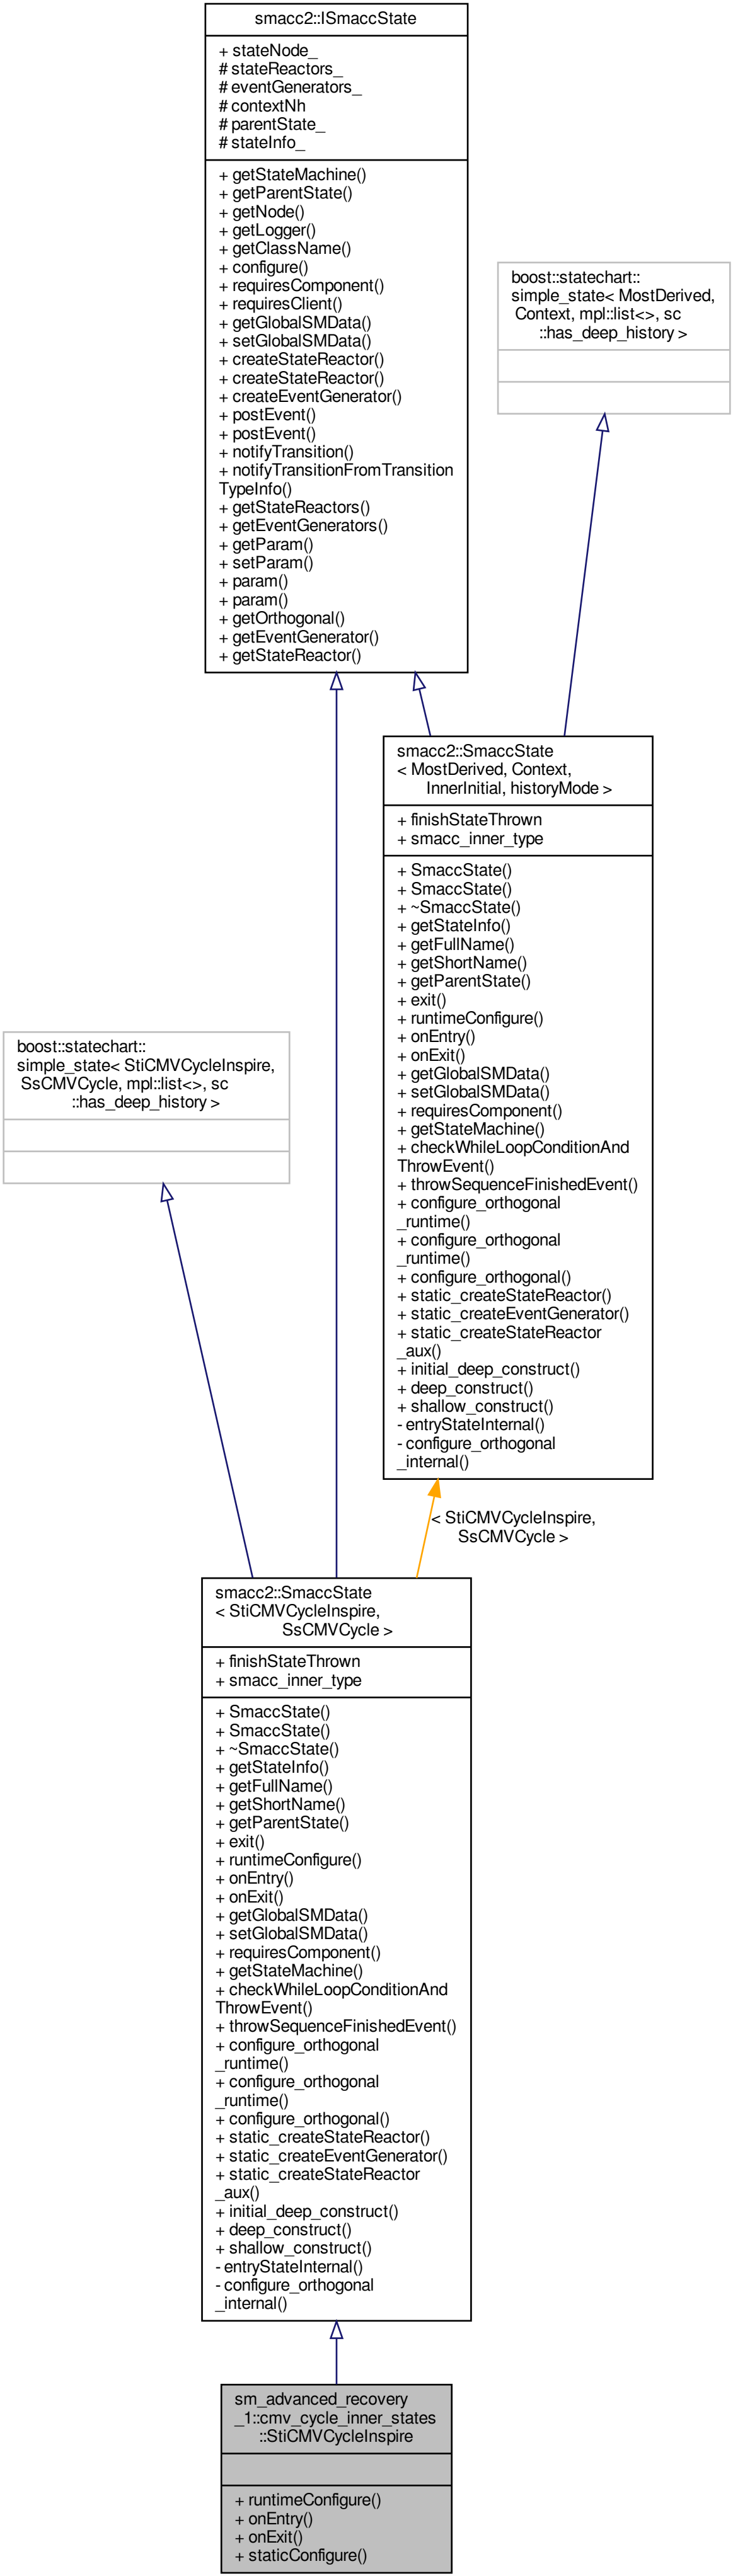 smacc2::ISmaccState
+ stateNode_
# stateReactors_
# eventGenerators_
# contextNh
# parentState_
# stateInfo_
+ getStateMachine()
+ getParentState()
+ getNode()
+ getLogger()
+ getClassName()
+ configure()
+ requiresComponent()
+ requiresClient()
+ getGlobalSMData()
+ setGlobalSMData()
+ createStateReactor()
+ createStateReactor()
+ createEventGenerator()
+ postEvent()
+ postEvent()
+ notifyTransition()
+ notifyTransitionFromTransition
TypeInfo()
+ getStateReactors()
+ getEventGenerators()
+ getParam()
+ setParam()
+ param()
+ param()
+ getOrthogonal()
+ getEventGenerator()
+ getStateReactor()
boost::statechart::
simple_state< MostDerived,
Context, mpl::list<>, sc
::has_deep_history >
smacc2::SmaccState
< MostDerived, Context,
InnerInitial, historyMode >
+ finishStateThrown
+ smacc_inner_type
+ SmaccState()
+ SmaccState()
+ ~SmaccState()
+ getStateInfo()
+ getFullName()
+ getShortName()
+ getParentState()
+ exit()
+ runtimeConfigure()
+ onEntry()
+ onExit()
+ getGlobalSMData()
+ setGlobalSMData()
+ requiresComponent()
+ getStateMachine()
+ checkWhileLoopConditionAnd
ThrowEvent()
+ throwSequenceFinishedEvent()
+ configure_orthogonal
_runtime()
+ configure_orthogonal
_runtime()
+ configure_orthogonal()
+ static_createStateReactor()
+ static_createEventGenerator()
+ static_createStateReactor
_aux()
+ initial_deep_construct()
+ deep_construct()
+ shallow_construct()
- entryStateInternal()
- configure_orthogonal
_internal()
boost::statechart::
simple_state< StiCMVCycleInspire,
SsCMVCycle, mpl::list<>, sc
::has_deep_history >
< StiCMVCycleInspire,
SsCMVCycle >
smacc2::SmaccState
< StiCMVCycleInspire,
SsCMVCycle >
+ finishStateThrown
+ smacc_inner_type
+ SmaccState()
+ SmaccState()
+ ~SmaccState()
+ getStateInfo()
+ getFullName()
+ getShortName()
+ getParentState()
+ exit()
+ runtimeConfigure()
+ onEntry()
+ onExit()
+ getGlobalSMData()
+ setGlobalSMData()
+ requiresComponent()
+ getStateMachine()
+ checkWhileLoopConditionAnd
ThrowEvent()
+ throwSequenceFinishedEvent()
+ configure_orthogonal
_runtime()
+ configure_orthogonal
_runtime()
+ configure_orthogonal()
+ static_createStateReactor()
+ static_createEventGenerator()
+ static_createStateReactor
_aux()
+ initial_deep_construct()
+ deep_construct()
+ shallow_construct()
- entryStateInternal()
- configure_orthogonal
_internal()
sm_advanced_recovery
_1::cmv_cycle_inner_states
::StiCMVCycleInspire
+ runtimeConfigure()
+ onEntry()
+ onExit()
+ staticConfigure()